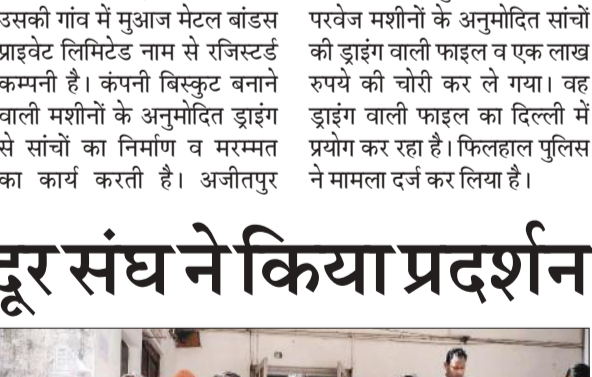 उसकी गांव में मुआज मेटल बांडस
प्राइवेट लिमिटेड नाम से रजिस्टर्ड
कम्पनी है। कंपनी बिस्कुट बनाने
वाली मशीनों के अनुमोदित ड्राइंग
से सांचों का निर्माण व मरम्मत
का कार्य करती है। अजीतपुर
परवेज मशीनों के अनुमोदित सांचों
की ड्राइंग वाली फाइल व एक लाख
रुपये की चोरी कर ले गया। वह
ड्राइंग वाली फाइल का दिल्ली में
प्रयोग कर रहा है। फिलहाल पुलिस
ने मामला दर्ज कर लिया है।
दूर संघ ने किया प्रदर्शन